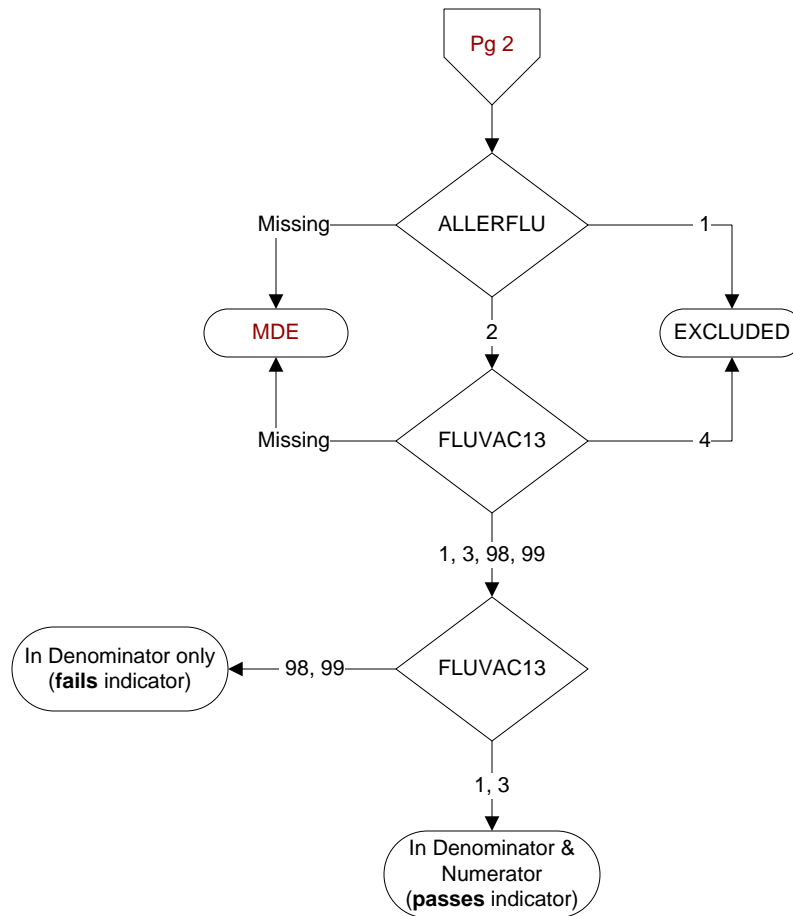 Pg 2
ALLERFLU
Missing
1
MDE
2
EXCLUDED
Missing
FLUVAC13
4
1, 3, 98, 99
In Denominator only
(fails indicator)
98, 99
FLUVAC13
1, 3
In Denominator &
Numerator
(passes indicator)